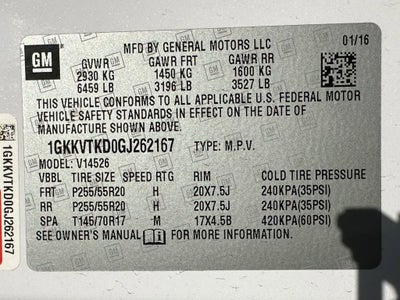 GM
MFD BY GENERAL MOTORS LLC
01/16
GVWR GAWR FRT GAWR RR
2930 KG 1450 KG 1600 KG
6459 LB 3196 LB 3527 LB
THIS VEHICLE CONFORMS TO ALL APPLICABLE U.S. FEDERAL MOTOR
VEHICLE SAFETY STANDARDS IN EFFECT ON THE DATE OF
MANUFACTURE SHOWN ABOVE.
1GKKVTKD0GJ262167 TYPE: M.P.V.
MODEL: V14526
VBBL TIRE SIZE SPEED RTG RIM COLD TIRE PRESSURE
FRT P255/55R20 H 20X7.5J 240KPA(35PSI)
RR P255/55R20 H 20X7.5J 240KPA(35PSI)
SPA T145/70R17 M 17X4.5B 420KPA(60PSI)
SEE OWNER'S MANUAL FOR MORE INFORMATION.
1GKKVTKD0GJ262167